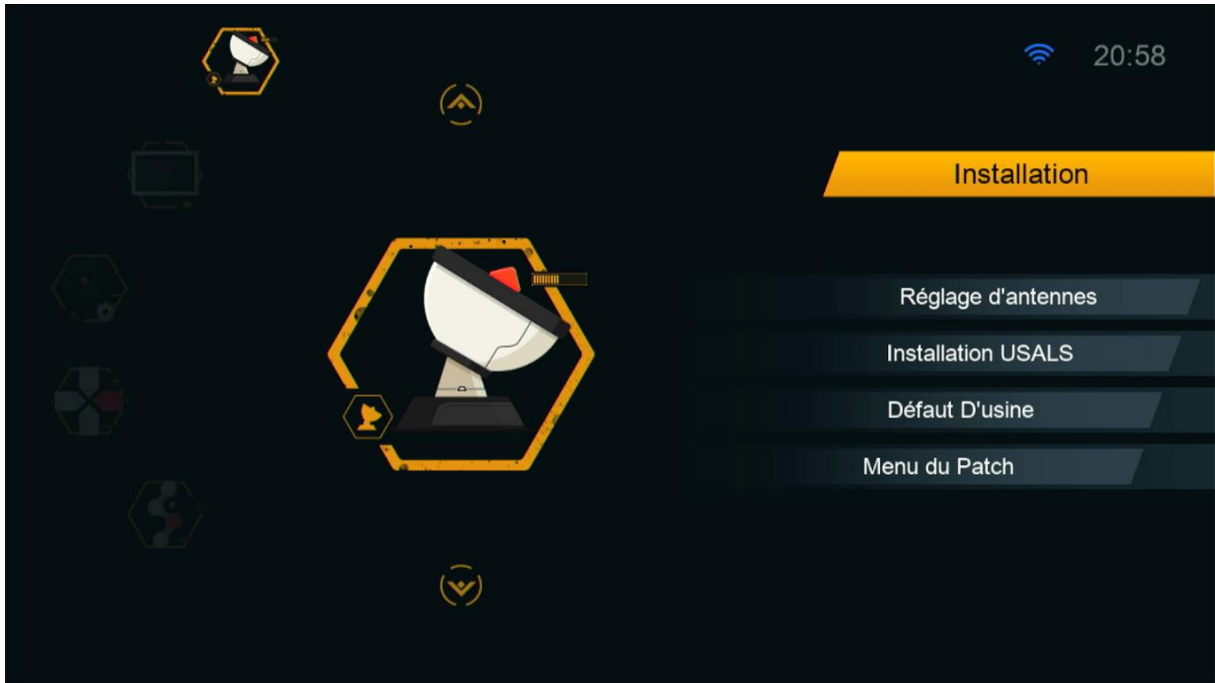 20:58
Installation
Réglage d'antennes
Installation USALS
Défaut D'usine
Menu du Patch